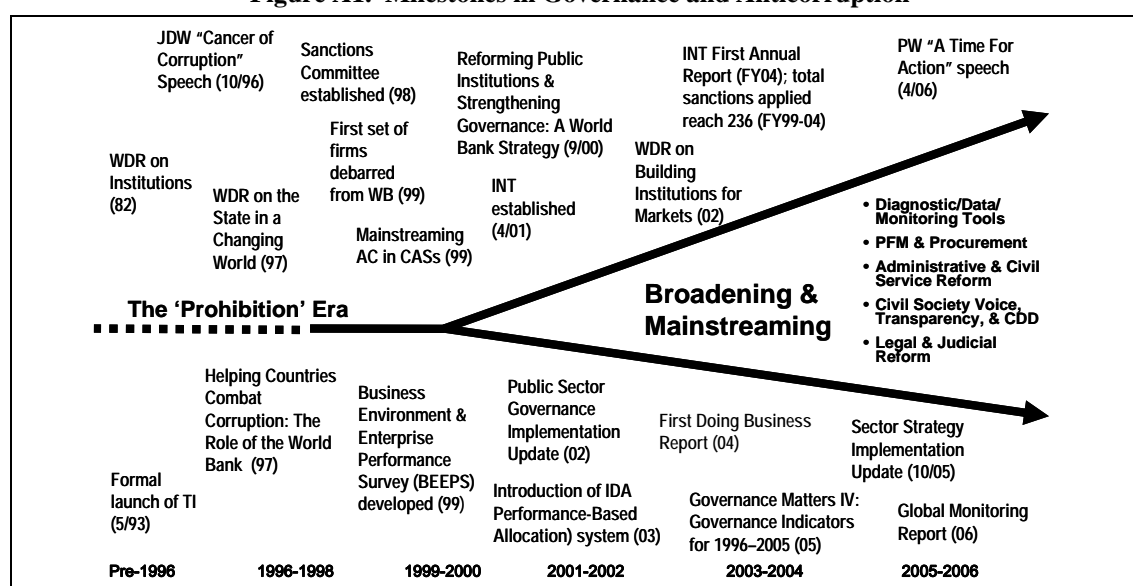 Figure A1. Milestones in Governance and Anticorruption
JDW “Cancer of
Corruption”
Speech (10/96)
Sanctions
Committee
established (98)
Reforming Public
Institutions &
Strengthening
Governance: A World
Bank Strategy (9/00)
INT First Annual
Report (FY04); total
sanctions applied
reach 236 (FY99-04)
PW “A Time For
Action” speech
(4/06)
WDR on
Institutions
(82)
WDR on the
State in a
Changing
World (97)
First set of
firms
debarred
from WB (99)
Mainstreaming
AC in CASs (99)
INT
established
(4/01)
WDR on
Building
Institutions for
Markets (02)
• Diagnostic/Data/
Monitoring Tools
• PFM & Procurement
• Administrative & Civil
Service Reform
• Civil Society Voice,
Transparency, & CDD
• Legal & Judicial
Reform
The ‘Prohibition’ Era
Broadening &
Mainstreaming
Formal
launch of TI
(5/93)
Helping Countries
Combat
Corruption: The
Role of the World
Bank (97)
Business
Environment &
Enterprise
Performance
Survey (BEEPS)
developed (99)
Public Sector
Governance
Implementation
Update (02)
Introduction of IDA
Performance-Based
Allocation) system (03)
First Doing Business
Report (04)
Governance Matters IV:
Governance Indicators
for 1996–2005 (05)
Sector Strategy
Implementation
Update (10/05)
Global Monitoring
Report (06)
Pre-1996
1996-1998
1999-2000
2001-2002
2003-2004
2005-2006